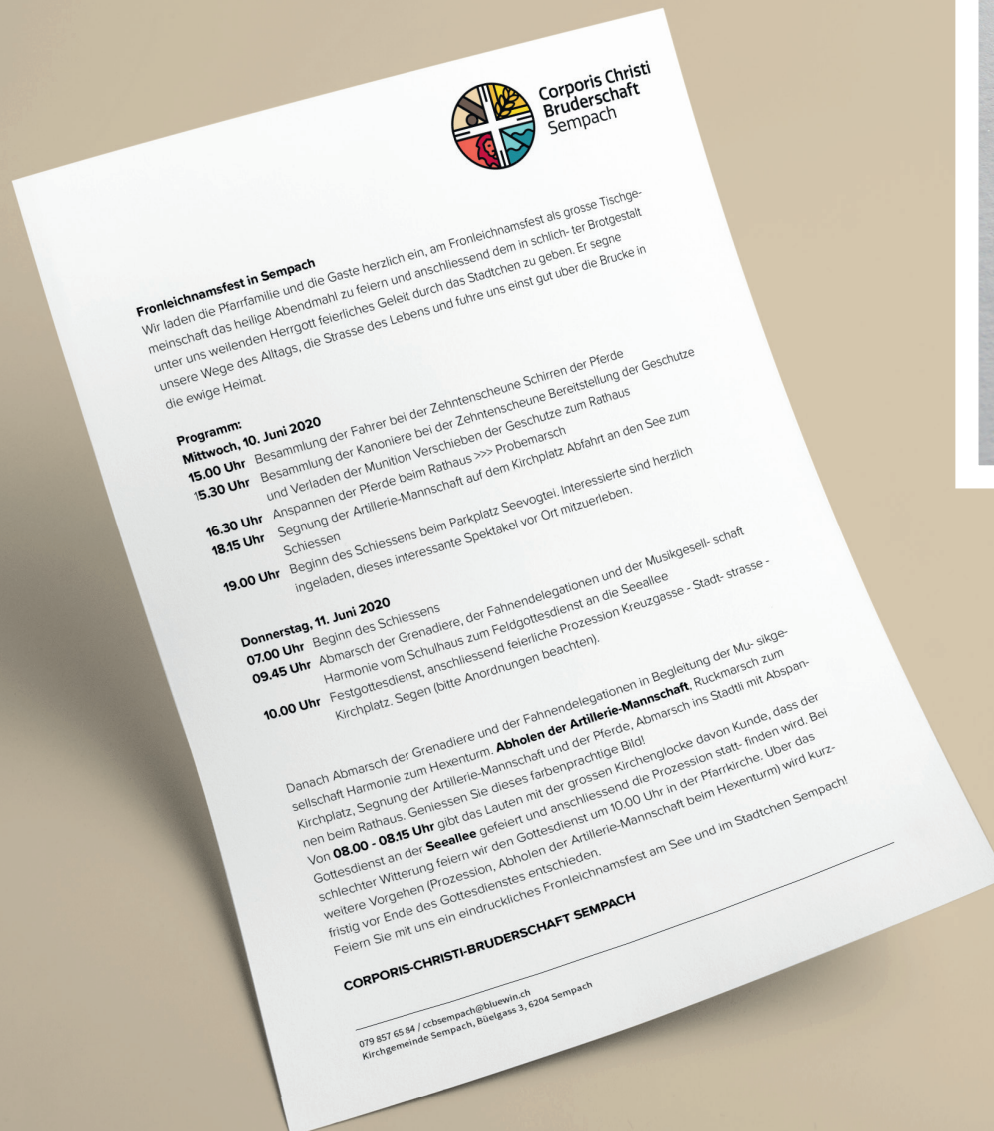 Corporis Christi
Bruderschaft
Sempach
Fronleichnamsfest in Sempach
Wir laden die Pfarrfamilie und die Gaste herzlich ein, am Fronleichnamsfest als grosse Tischge-
meinschaft das heilige Abendmahl zu feiern und anschliessend dem in schlich- ter Brotgestalt
unter uns weilenden Herrgott feierliches Geleit durch das Stadtchen zu geben. Er segne
unsere Wege des Alltags, die Strasse des Lebens und fuhre uns einst gut uber die Brucke in
die ewige Heimat.
Programm:
Mittwoch, 10. Juni 2020
15.00 Uhr Besammlung der Fahrer bei der Zehntenscheune Schirren der Pferde
15.30 Uhr Besammlung der Kanoniere bei der Zehntenscheune Bereitstellung der Geschutze
und Verladen der Munition Verschieben der Geschutze zum Rathaus
16.30 Uhr Anspannen der Pferde beim Rathaus >>> Probemarsch
18.15 Uhr Segnung der Artillerie-Mannschaft auf dem Kirchplatz Abfahrt an den See zum
Schiessen
19.00 Uhr Beginn des Schiessens beim Parkplatz Seevogtei. Interessierte sind herzlich
ingeladen, dieses interessante Spektakel vor Ort mitzuerleben.
Donnerstag, 11. Juni 2020
07.00 Uhr Beginn des Schiessens
09.45 Uhr Abmarsch der Grenadiere, der Fahnendelegationen und der Musikgesell- schaft
Harmonie vom Schulhaus zum Feldgottesdienst an die Seeallee
10.00 Uhr Festgottesdienst, anschliessend feierliche Prozession Kreuzgasse - Stadt- strasse -
Kirchplatz. Segen (bitte Anordnungen beachten).
Danach Abmarsch der Grenadiere und der Fahnendelegationen in Begleitung der Mu- sikge-
sellschaft Harmonie zum Hexenturm. Abholen der Artillerie-Mannschaft, Ruckmarsch zum
Kirchplatz, Segnung der Artillerie-Mannschaft und der Pferde, Abmarsch ins Stadtli mit Abspan-
nen beim Rathaus. Geniessen Sie dieses farbenprachtige Bild!
Von 08.00 - 08.15 Uhr gibt das Lauten mit der grossen Kirchenglocke davon Kunde, dass der
Gottesdienst an der Seeallee gefeiert und anschliessend die Prozession statt- finden wird. Bei
schlechter Witterung feiern wir den Gottesdienst um 10.00 Uhr in der Pfarrkirche. Uber das
weitere Vorgehen (Prozession, Abholen der Artillerie-Mannschaft beim Hexenturm) wird kurz-
fristig vor Ende des Gottesdienstes entschieden.
Feiern Sie mit uns ein eindruckliches Fronleichnamsfest am See und im Stadtchen Sempach!
CORPORIS-CHRISTI-BRUDERSCHAFT SEMPACH
079 857 65 84 / ccbsempach@bluewin.ch
Kirchgemeinde Sempach, Büelgass 3, 6204 Sempach